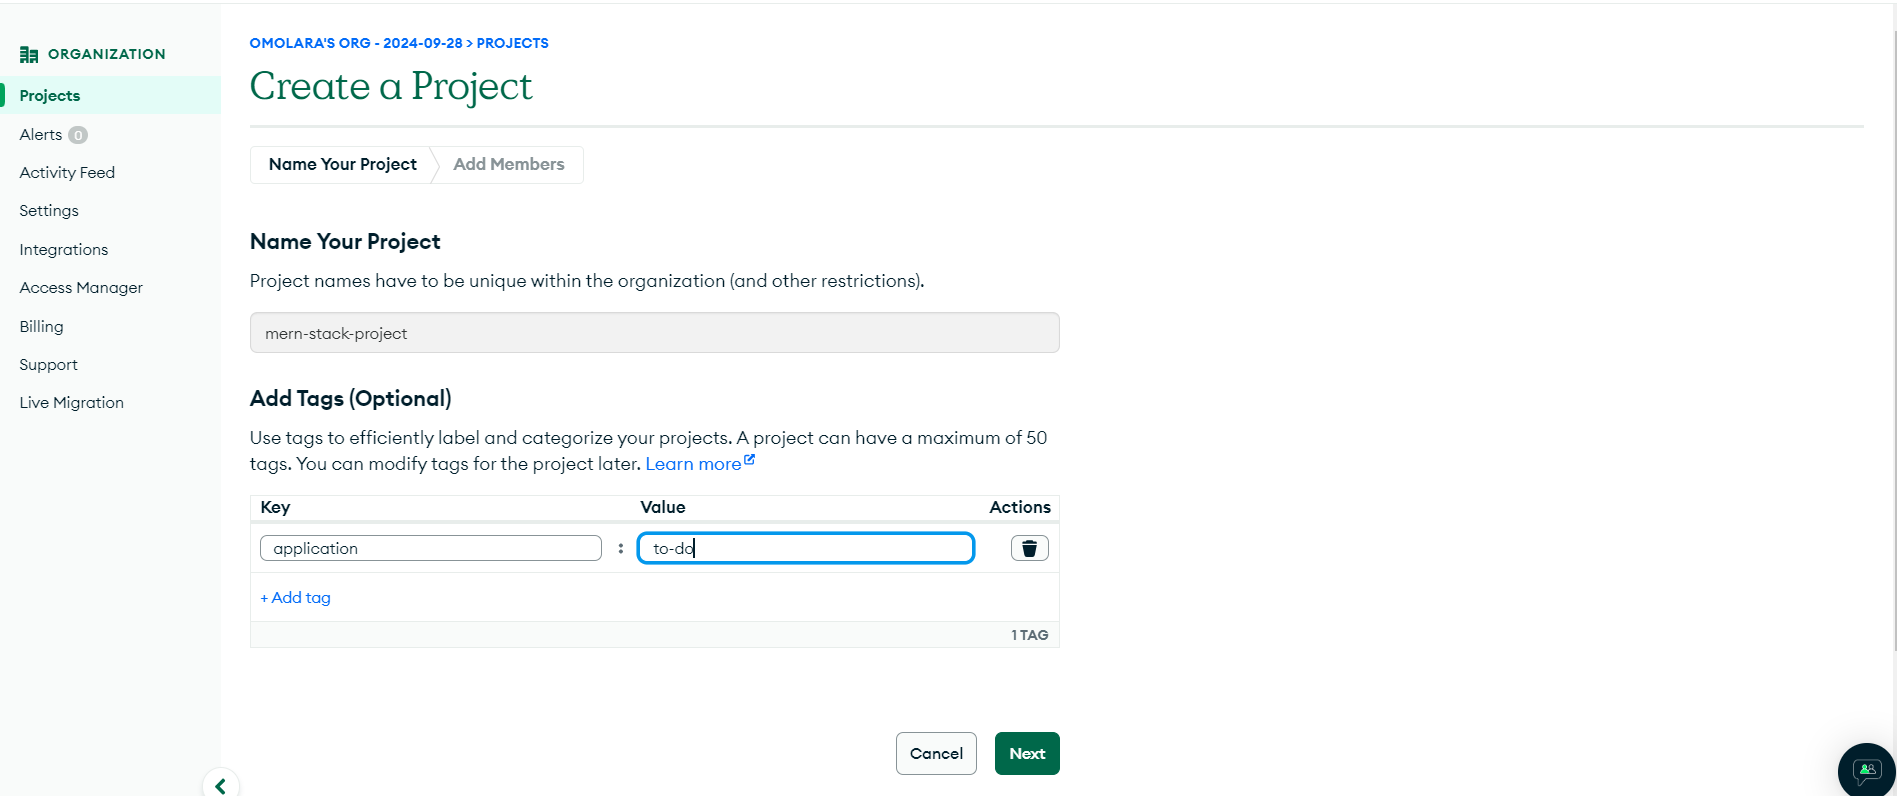 ORGANIZATION
Projects
Alerts 0
Activity Feed
Settings
Integrations
Access Manager
Billing
Support
Live Migration
OMOLARA'S ORG - 2024-09-28 > PROJECTS
Create a Project
Name Your Project
Add Members
Name Your Project
Project names have to be unique within the organization (and other restrictions).
mern-stack-project
Add Tags (Optional)
Use tags to efficiently label and categorize your projects. A project can have a maximum of 50
tags. You can modify tags for the project later. Learn more
Key Value Actions
application : to-do
+ Add tag
1 TAG
Cancel Next